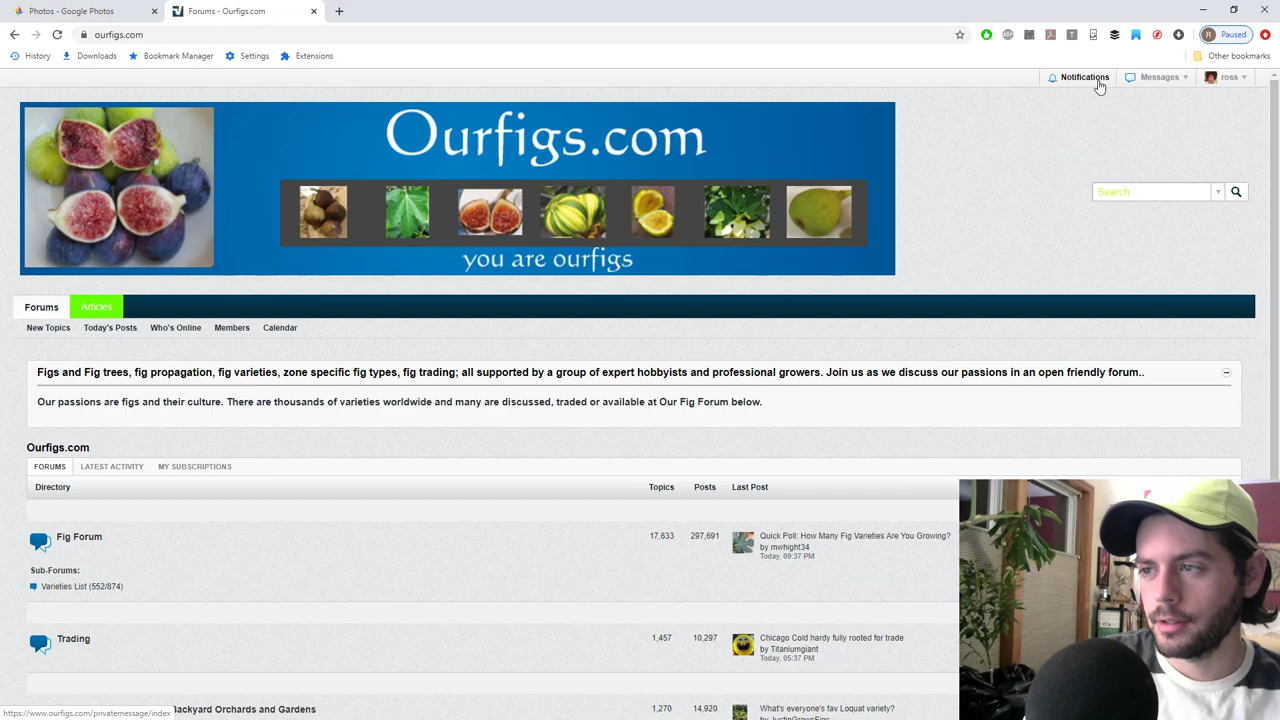 Photos - Google Photos
Forums - Ourfigs.com
ourfigs.com
Paused
History
Downloads
Bookmark Manager
Settings
Extensions
Other bookmarks
Notifications
Messages
ross
Ourfigs.com
you are ourfigs
Search
Forums
Articles
New Topics
Today's Posts
Who's Online
Members
Calendar
Figs and Fig trees, fig propagation, fig varieties, zone specific fig types, fig trading; all supported by a group of expert hobbyists and professional growers. Join us as we discuss our passions in an open friendly forum..
Our passions are figs and their culture. There are thousands of varieties worldwide and many are discussed, traded or available at Our Fig Forum below.
Ourfigs.com
FORUMS
LATEST ACTIVITY
MY SUBSCRIPTIONS
Directory
Topics
Posts
Last Post
Fig Forum
17,633
297,691
Quick Poll: How Many Fig Varieties Are You Growing?
by mwhight34
Today, 09:37 PM
Sub-Forums:
Varieties List (552/874)
Trading
1,457
10,297
Chicago Cold hardy fully rooted for trade
by Titaniumgiant
Today, 05:37 PM
Backyard Orchards and Gardens
1,270
14,920
What's everyone's fav Loquat variety?
by JustinGrowsFigs
https://www.ourfigs.com/privatemessage/index